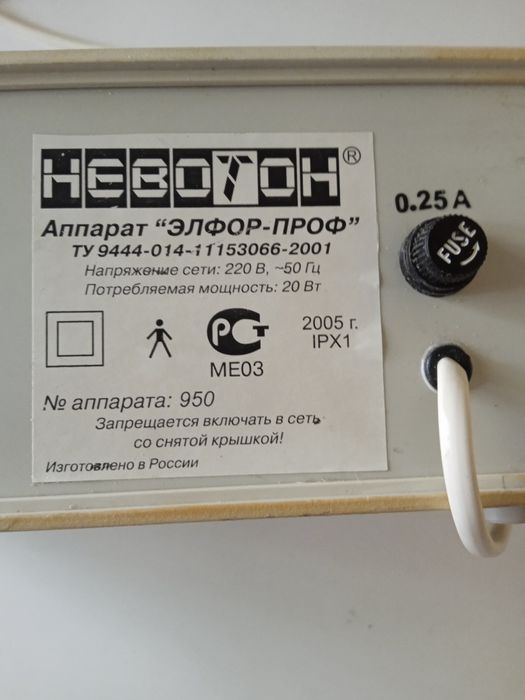 НЕВОТОН®
0.25 А
FUSE
Аппарат "ЭЛФОР-ПРОФ"
ТУ 9444-014-11153066-2001
Напряжение сети: 220 В, ~50 Гц
Потребляемая мощность: 20 Вт
РСТ
2005 г.
IPX1
МЕ03
№ аппарата: 950
Запрещается включать в сеть
со снятой крышкой!
Изготовлено в России